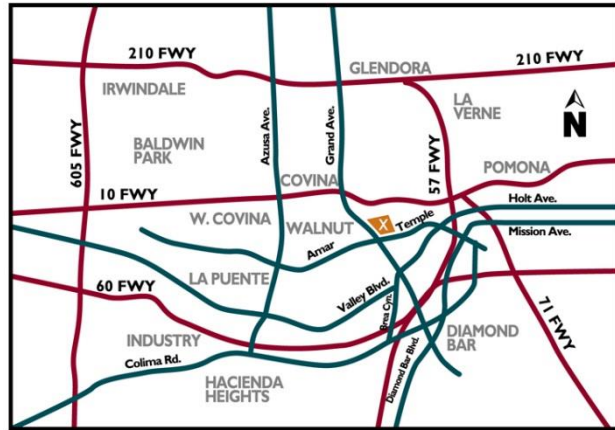 210 FWY
GLENDORA
210 FWY
IRWINDALE
LA
VERNE
N
Azusa Ave.
Grand Ave.
BALDWIN
PARK
605 FWY
57 FWY
POMONA
COVINA
10 FWY
Holt Ave.
W. COVINA
WALNUT
X
Temple
Mission Ave.
Amar
LA PUENTE
60 FWY
Valley Blvd.
Brea Cyn.
INDUSTRY
DIAMOND
BAR
71 FWY
Colima Rd.
Diamond Bar Blvd.
HACIENDA
HEIGHTS